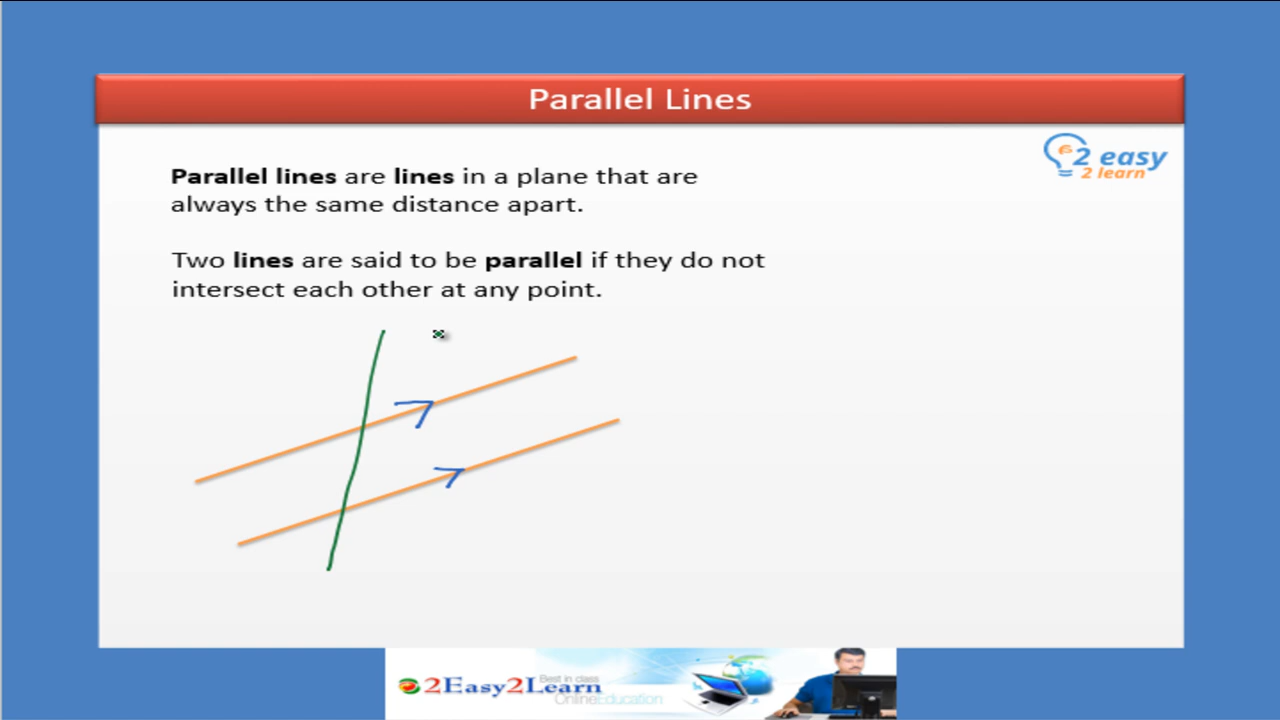 Parallel Lines
2 easy
2 learn
Parallel lines are lines in a plane that are
always the same distance apart.
Two lines are said to be parallel if they do not
intersect each other at any point.
2Easy2Learn
Best in class
OnlineEducation